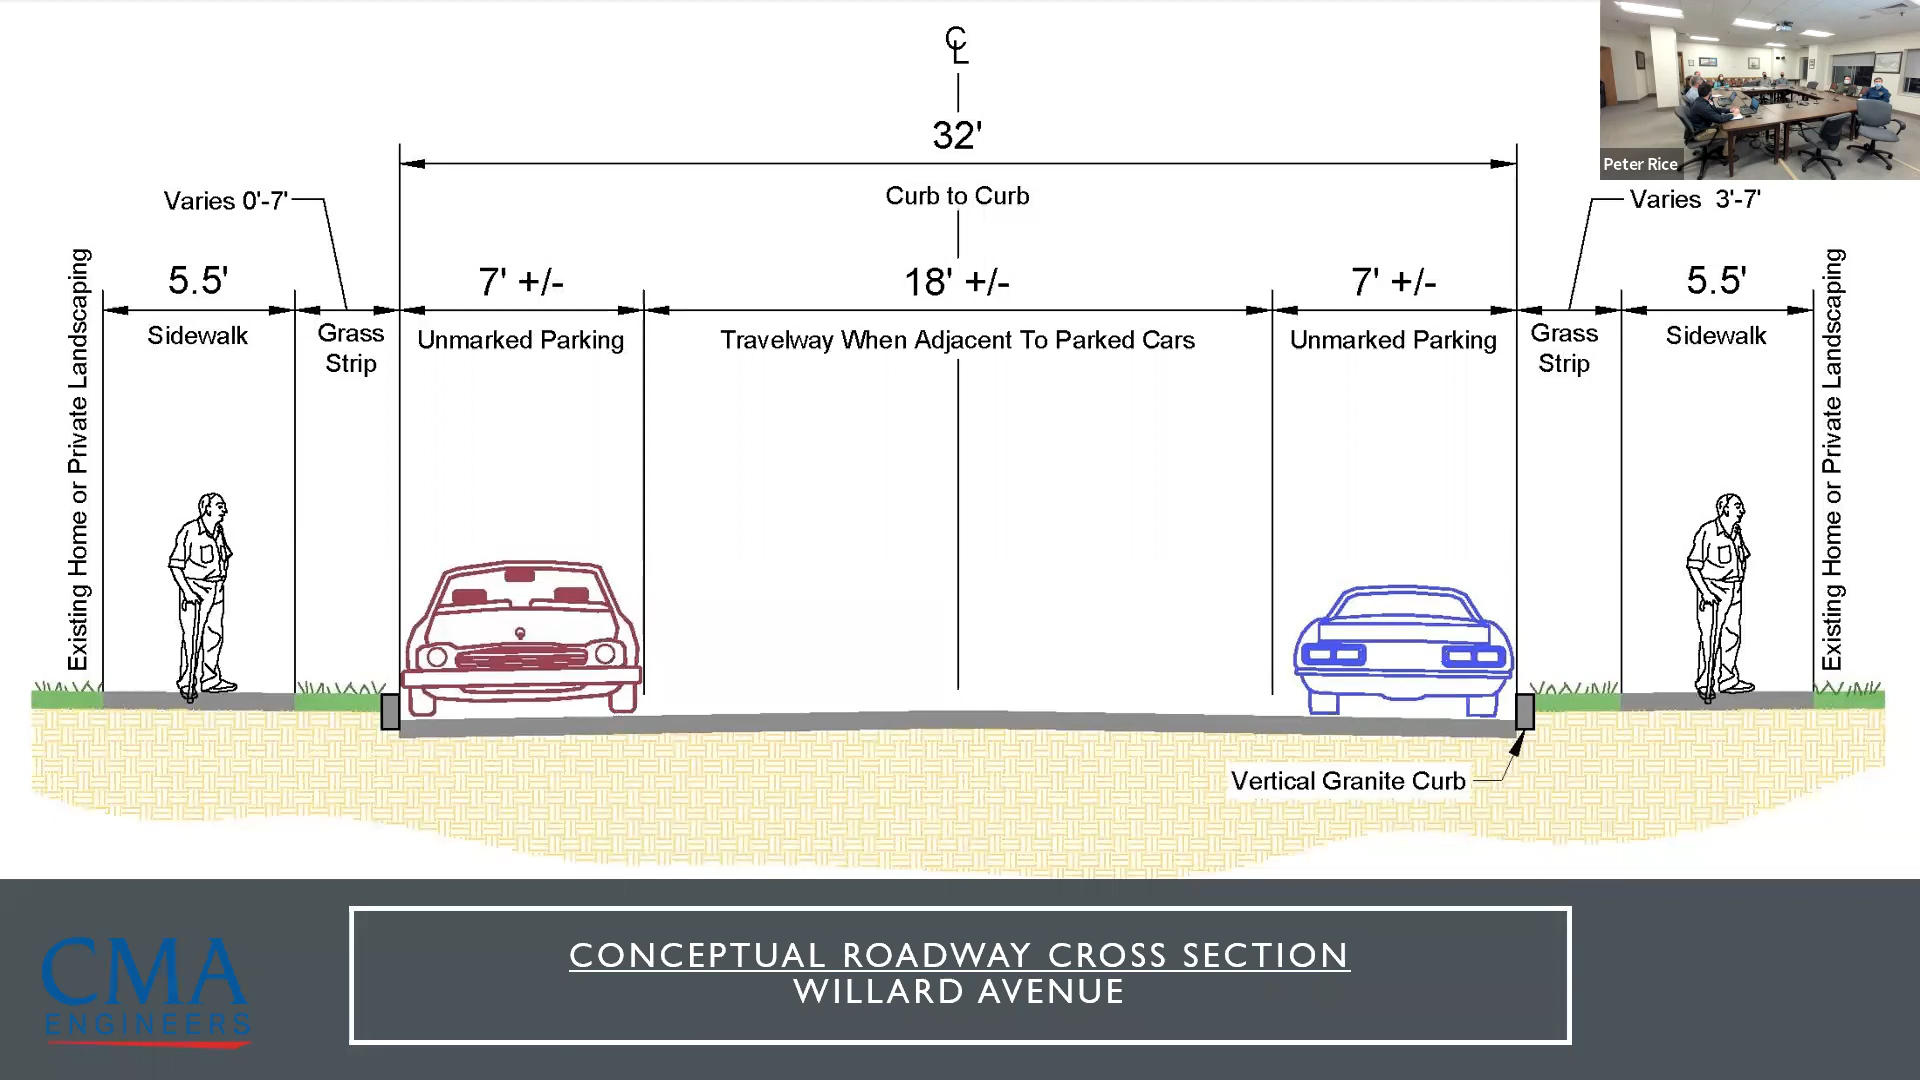 CL
32'
Peter Rice
Curb to Curb
Varies 0'-7'
Varies 3'-7'
Existing Home or Private Landscaping
5.5'
Sidewalk
Grass
Strip
7' +/-
Unmarked Parking
18' +/-
Travelway When Adjacent To Parked Cars
7' +/-
Unmarked Parking
Grass
Strip
5.5'
Sidewalk
Existing Home or Private Landscaping
Vertical Granite Curb
CONCEPTUAL ROADWAY CROSS SECTION
WILLARD AVENUE
CMA
ENGINEERS